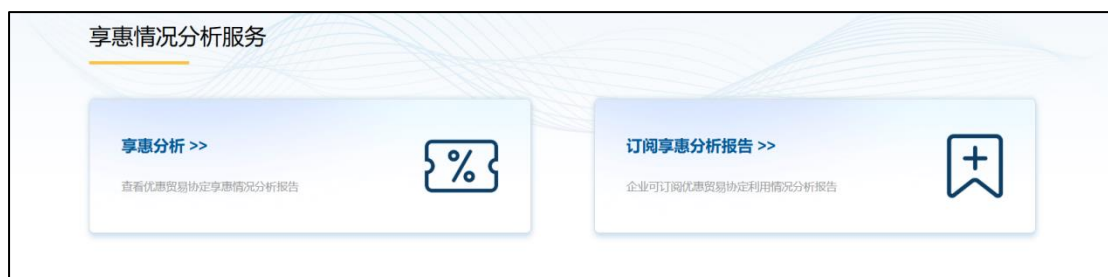 享惠情况分析服务
享惠分析 >>
查看优惠贸易协定享惠情况分析报告
%
订阅享惠分析报告 >>
企业可订阅优惠贸易协定利用情况分析报告